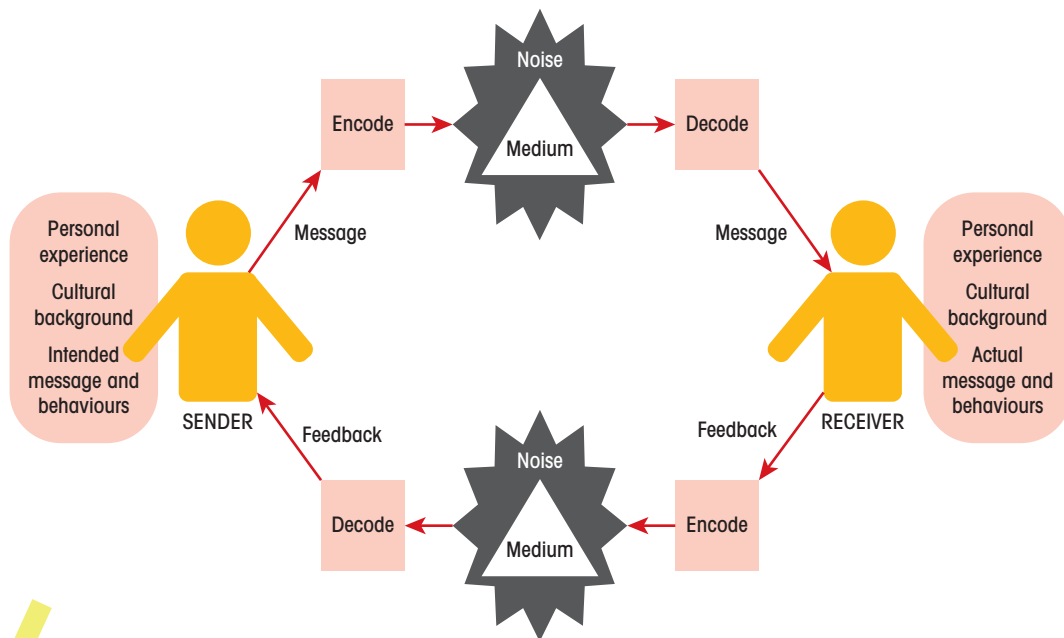 Noise
Medium
Encode
Decode
Message
Message
Personal
experience
Cultural
background
Intended
message and
behaviours
SENDER
Personal
experience
Cultural
background
Actual
message and
behaviours
RECEIVER
Feedback
Feedback
Noise
Medium
Decode
Encode